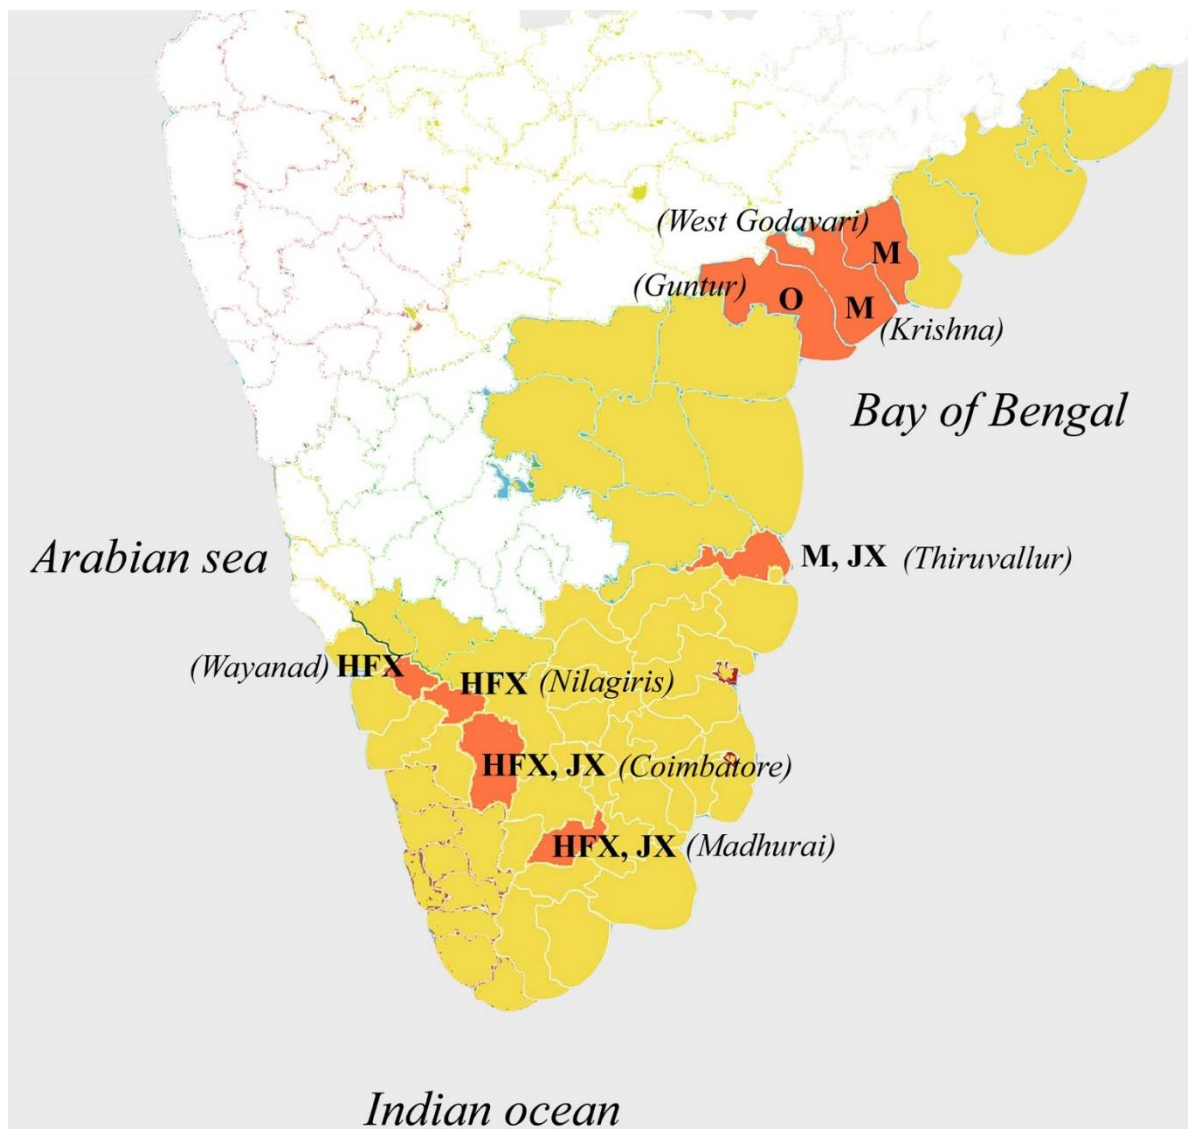 (West Godavari)
M
(Guntur)
O
M
(Krishna)
Bay of Bengal
Arabian sea
M, JX (Thiruvallur)
(Wayanad) HFX
HFX (Nilagiris)
HFX, JX (Coimbatore)
HFX, JX (Madhurai)
Indian ocean